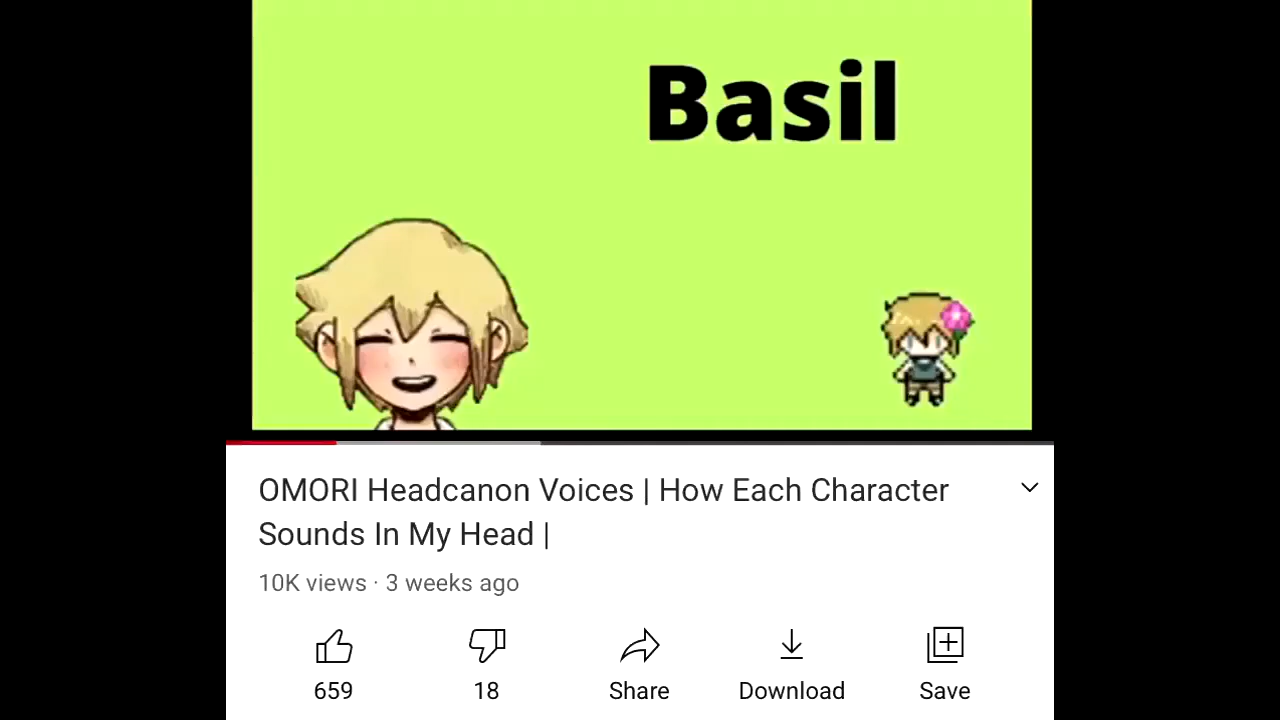 Basil
OMORI Headcanon Voices | How Each Character
Sounds In My Head |
10K views · 3 weeks ago
659
18
Share
Download
Save